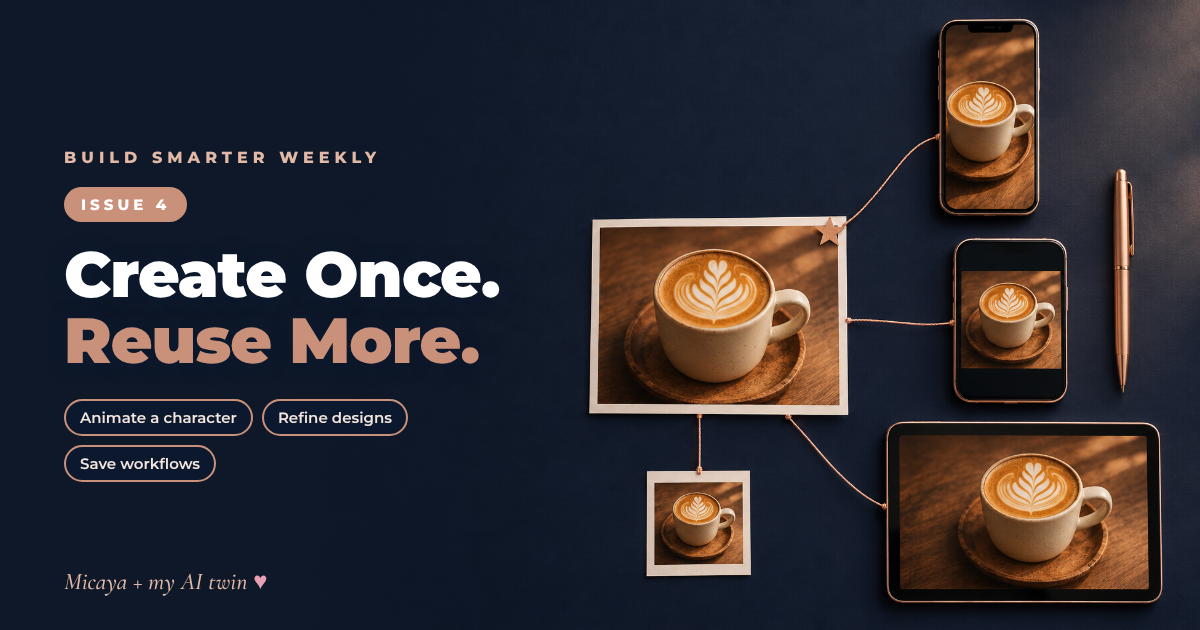 BUILD SMARTER WEEKLY
ISSUE 4
Create Once.
Reuse More.
Animate a character
Refine designs
Save workflows
Micaya + my AI twin ♥